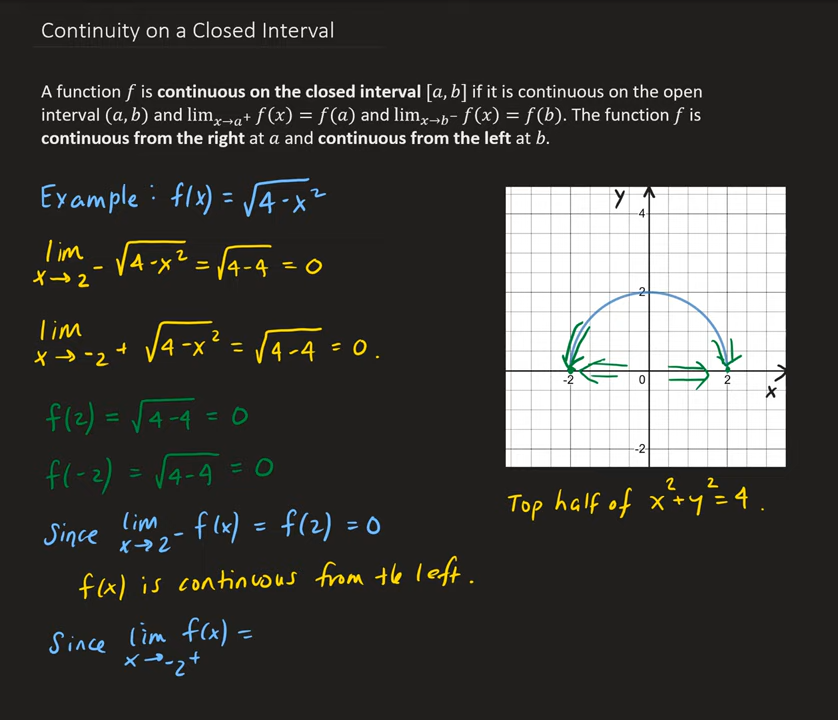 Continuity on a Closed Interval
A function f is continuous on the closed interval [a, b] if it is continuous on the open
interval (a, b) and lim_{x→a⁺} f(x) = f(a) and lim_{x→b⁻} f(x) = f(b). The function f is
continuous from the right at a and continuous from the left at b.
Example: f(x) = √(4-x²)
lim_{x→2⁻} √(4-x²) = √(4-4) = 0
lim_{x→-2⁺} √(4-x²) = √(4-4) = 0.
f(2) = √(4-4) = 0
f(-2) = √(4-4) = 0
Since lim_{x→2⁻} f(x) = f(2) = 0
f(x) is continuous from the left.
Since lim_{x→-2⁺} f(x) =
y
4
2
-2 0 2
x
-2
Top half of x²+y²=4.